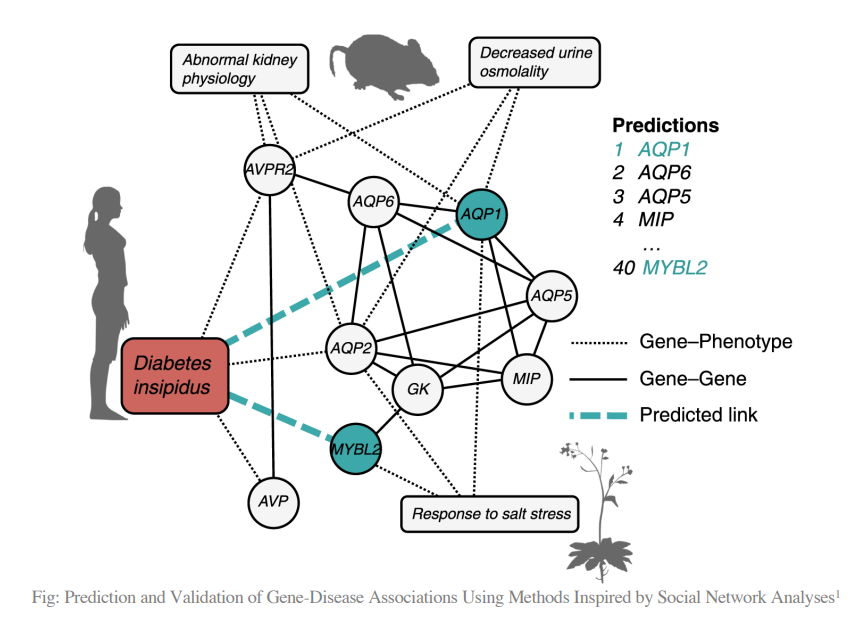 Abnormal kidney
physiology
Decreased urine
osmolality
Predictions
1 AQP1
2 AQP6
3 AQP5
4 MIP
...
40 MYBL2
AVPR2
AQP6
AQP1
AQP5
AQP2
GK
MIP
MYBL2
AVP
Diabetes
insipidus
Gene–Phenotype
Gene–Gene
Predicted link
Response to salt stress
Fig: Prediction and Validation of Gene-Disease Associations Using Methods Inspired by Social Network Analyses¹